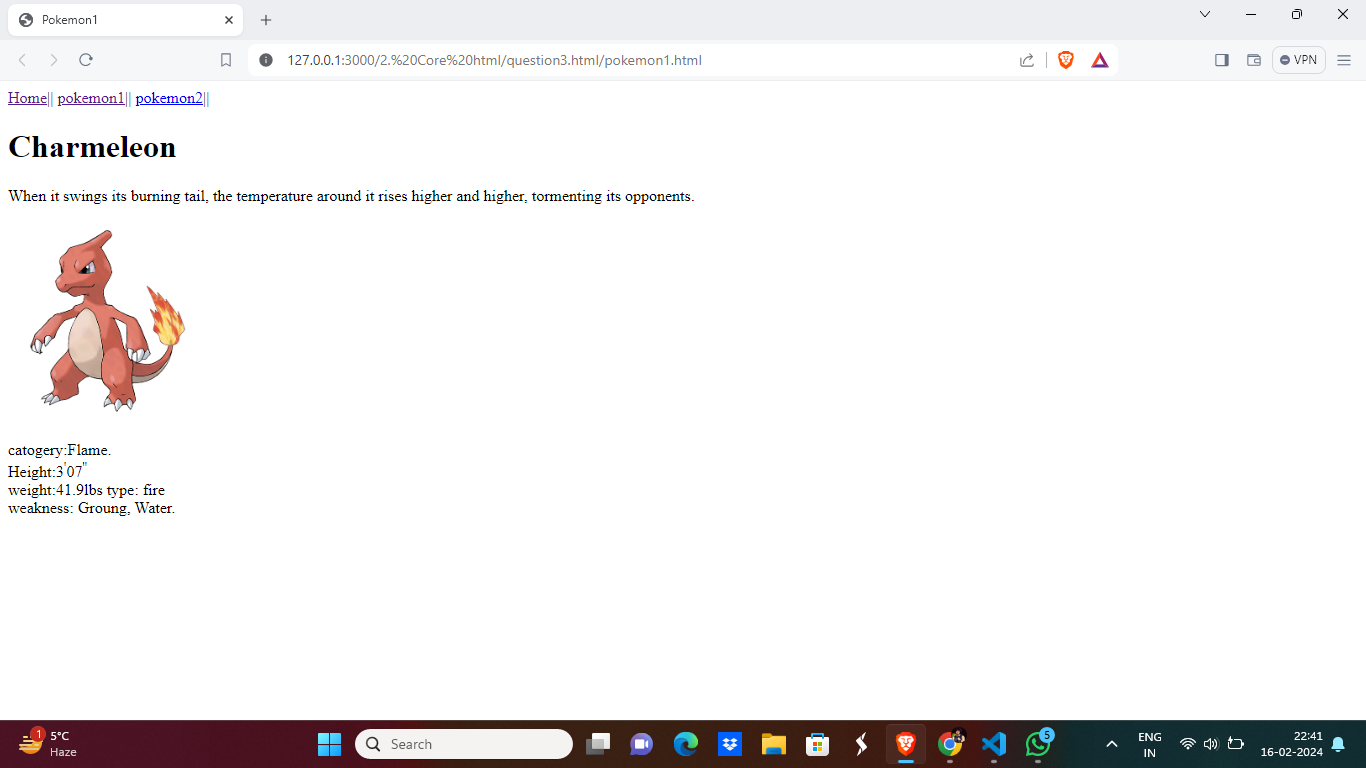 Pokemon1
127.0.0.1:3000/2.%20Core%20html/question3.html/pokemon1.html
VPN
Home|| pokemon1|| pokemon2||
Charmeleon
When it swings its burning tail, the temperature around it rises higher and higher, tormenting its opponents.
catogery:Flame.
Height:3'07"
weight:41.9lbs type: fire
weakness: Groung, Water.
1
5°C
Haze
Search
5
ENG
IN
22:41
16-02-2024